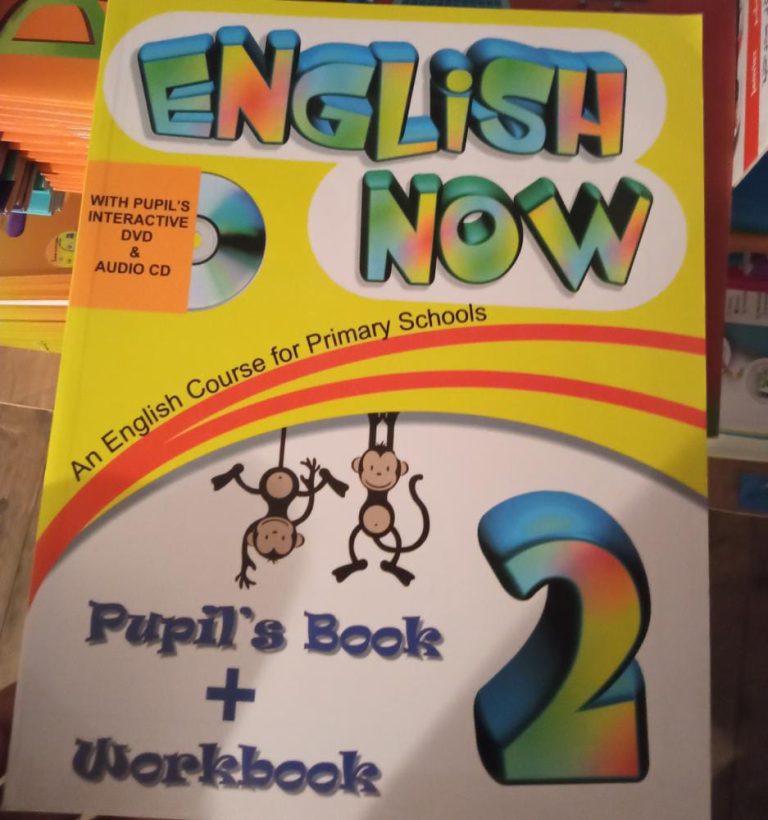 ENGLiSH
NOW
WITH PUPIL'S
INTERACTIVE
DVD
&
AUDIO CD
An English Course for Primary Schools
2
Pupil's Book
+
Workbook